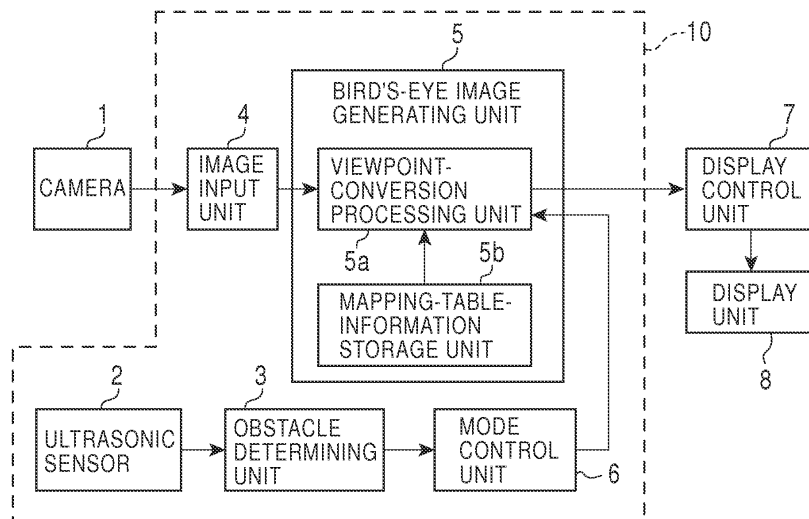 10
5
BIRD'S-EYE IMAGE
GENERATING UNIT
1
CAMERA
4
IMAGE
INPUT
UNIT
VIEWPOINT-
CONVERSION
PROCESSING UNIT
5a
5b
MAPPING-TABLE-
INFORMATION
STORAGE UNIT
7
DISPLAY
CONTROL
UNIT
DISPLAY
UNIT
8
2
ULTRASONIC
SENSOR
3
OBSTACLE
DETERMINING
UNIT
MODE
CONTROL
UNIT
6